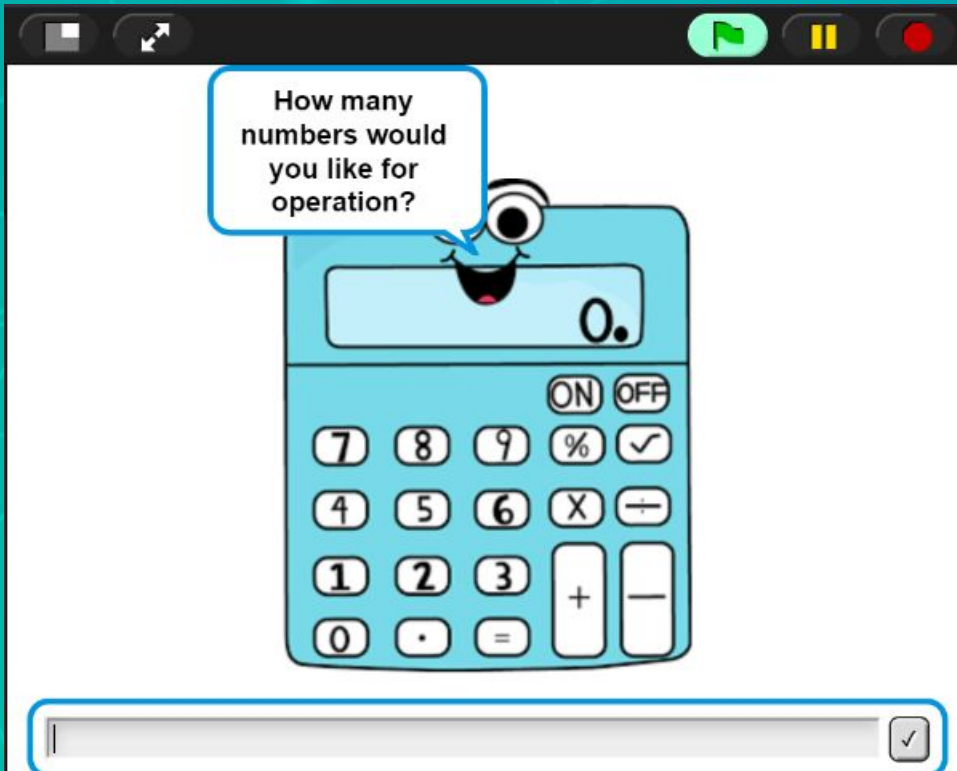 How many
numbers would
you like for
operation?
0.
ON OFF
7 8 9 % √
4 5 6 X ÷
1 2 3 + −
0 . =
✓